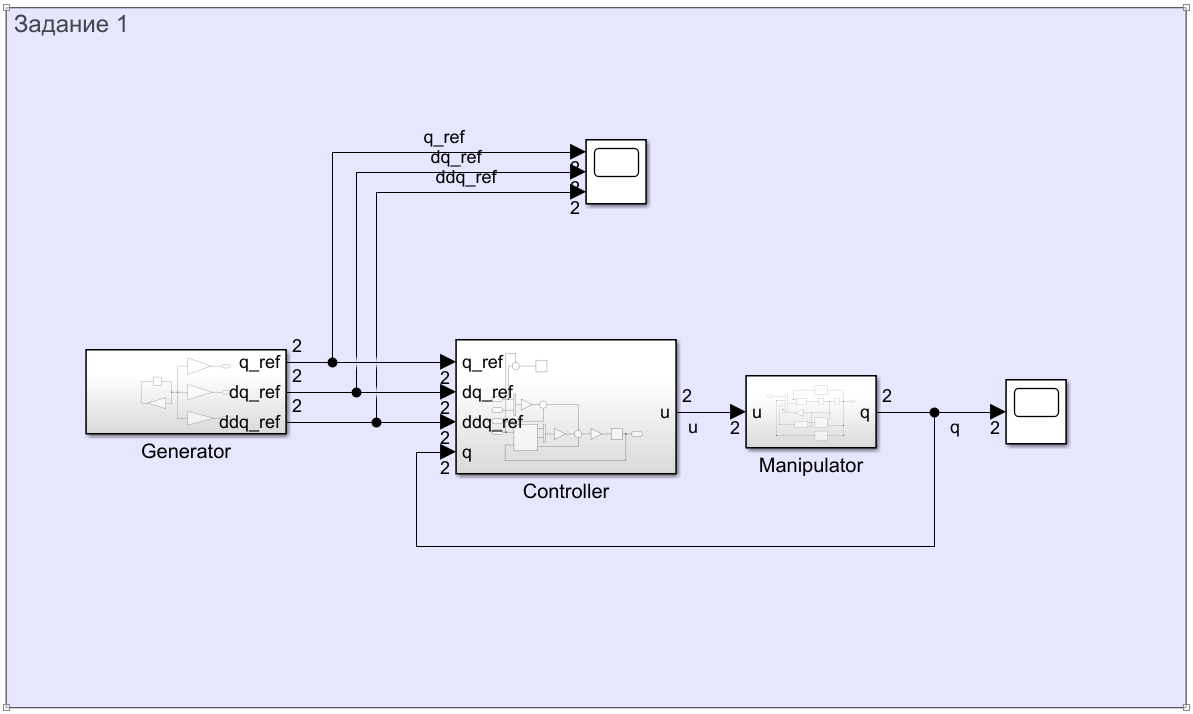 Задание 1
q_ref
dq_ref
ddq_ref
2
2
2
2
q_ref
2
dq_ref
2
ddq_ref
Generator
q_ref
2
dq_ref
2
ddq_ref
2
q
2
u
Controller
2
u
2
u
q
Manipulator
2
q
2